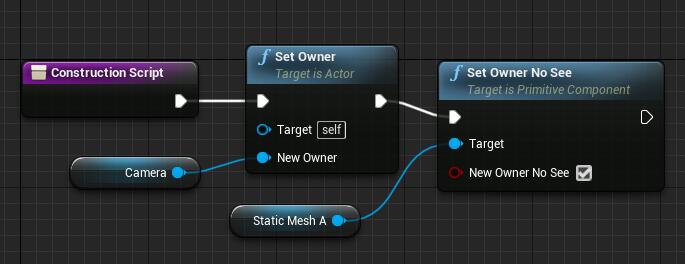 Construction Script
Set Owner
Target is Actor
Target self
New Owner
Camera
Static Mesh A
Set Owner No See
Target is Primitive Component
Target
New Owner No See